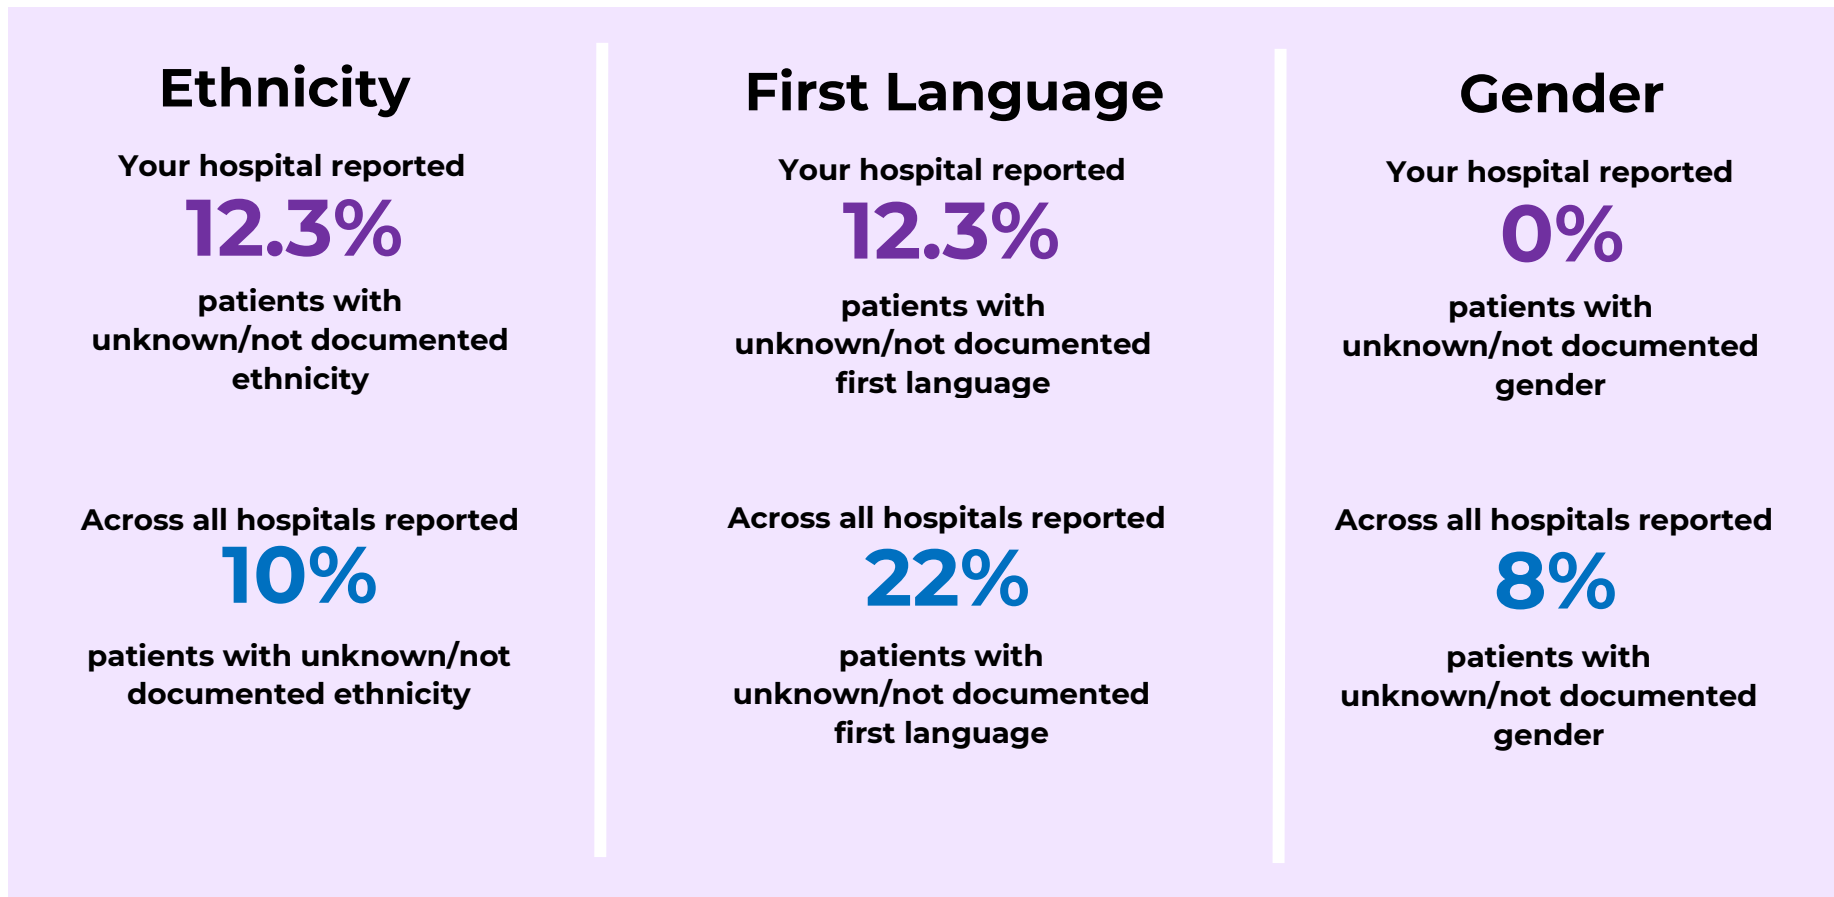 Ethnicity
Your hospital reported
12.3%
patients with
unknown/not documented
ethnicity
Across all hospitals reported
10%
patients with unknown/not
documented ethnicity
First Language
Your hospital reported
12.3%
patients with
unknown/not documented
first language
Across all hospitals reported
22%
patients with
unknown/not documented
first language
Gender
Your hospital reported
0%
patients with
unknown/not documented
gender
Across all hospitals reported
8%
patients with
unknown/not documented
gender